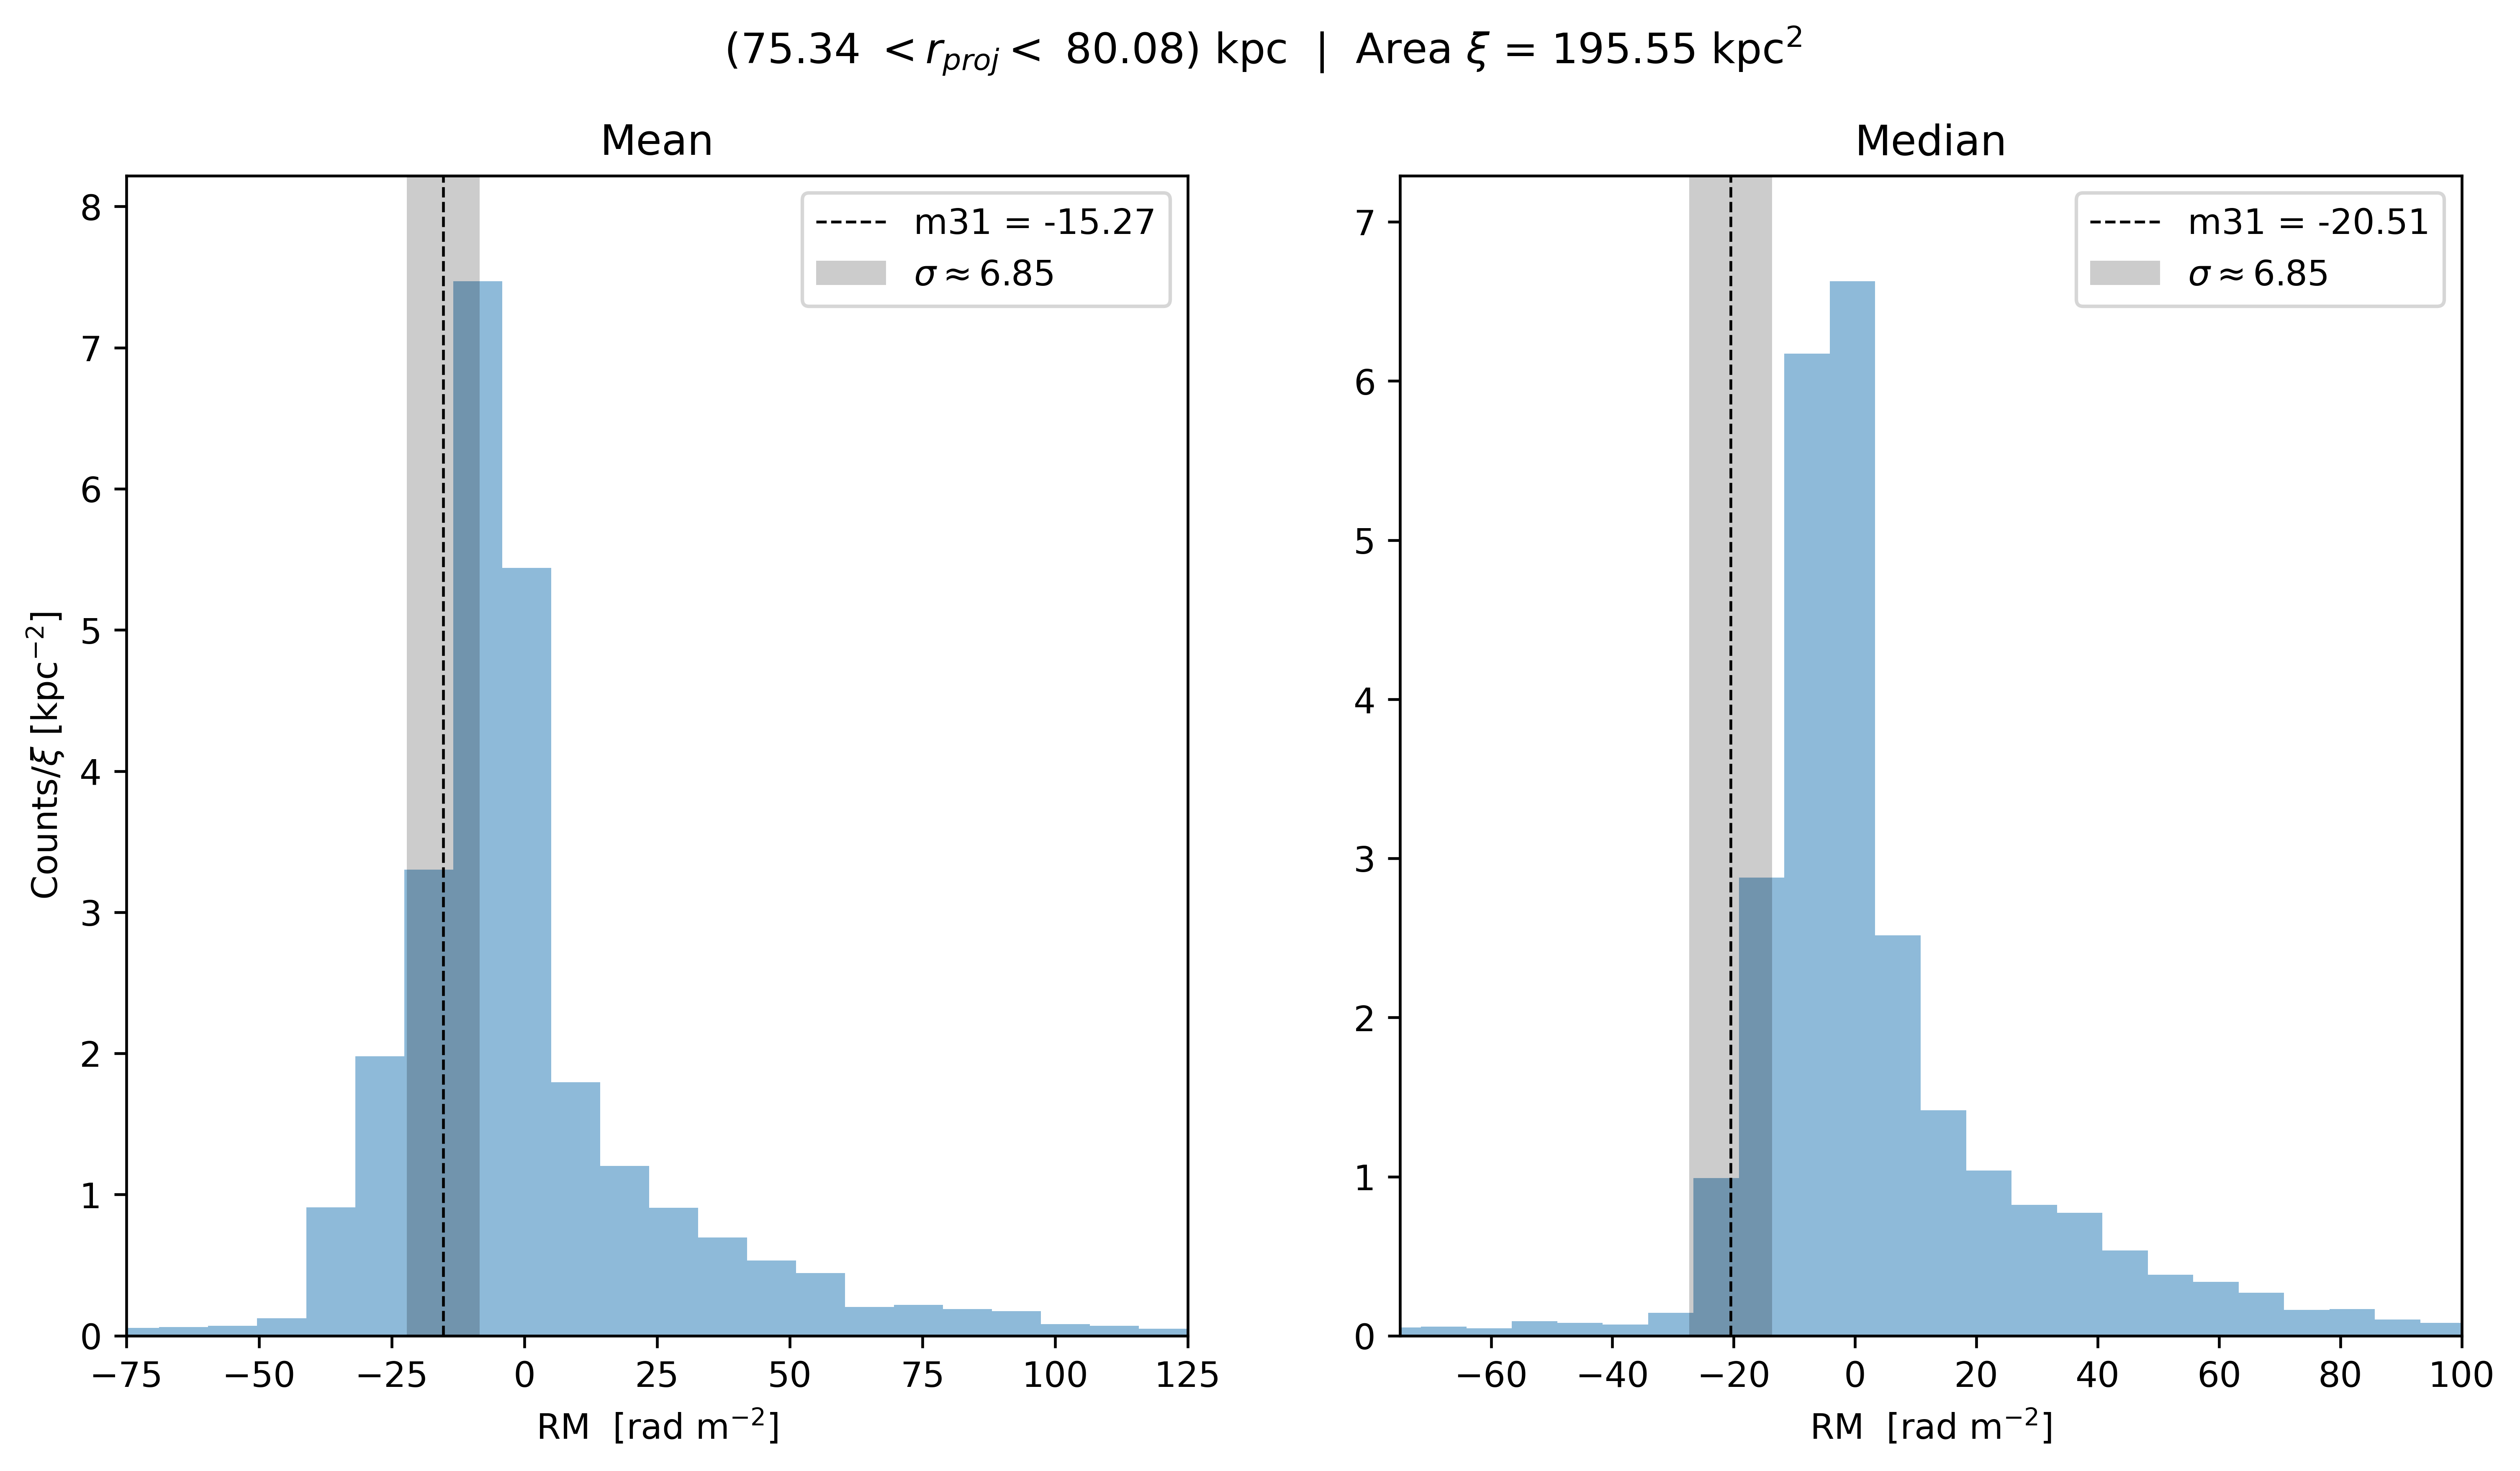 (75.34 < r_proj < 80.08) kpc | Area ξ = 195.55 kpc²
Mean
m31 = -15.27
σ ≈ 6.85
8
7
6
5
4
3
2
1
0
Counts/ξ [kpc⁻²]
−75 −50 −25 0 25 50 75 100 125
RM [rad m⁻²]
Median
m31 = -20.51
σ ≈ 6.85
7
6
5
4
3
2
1
0
−60 −40 −20 0 20 40 60 80 100
RM [rad m⁻²]